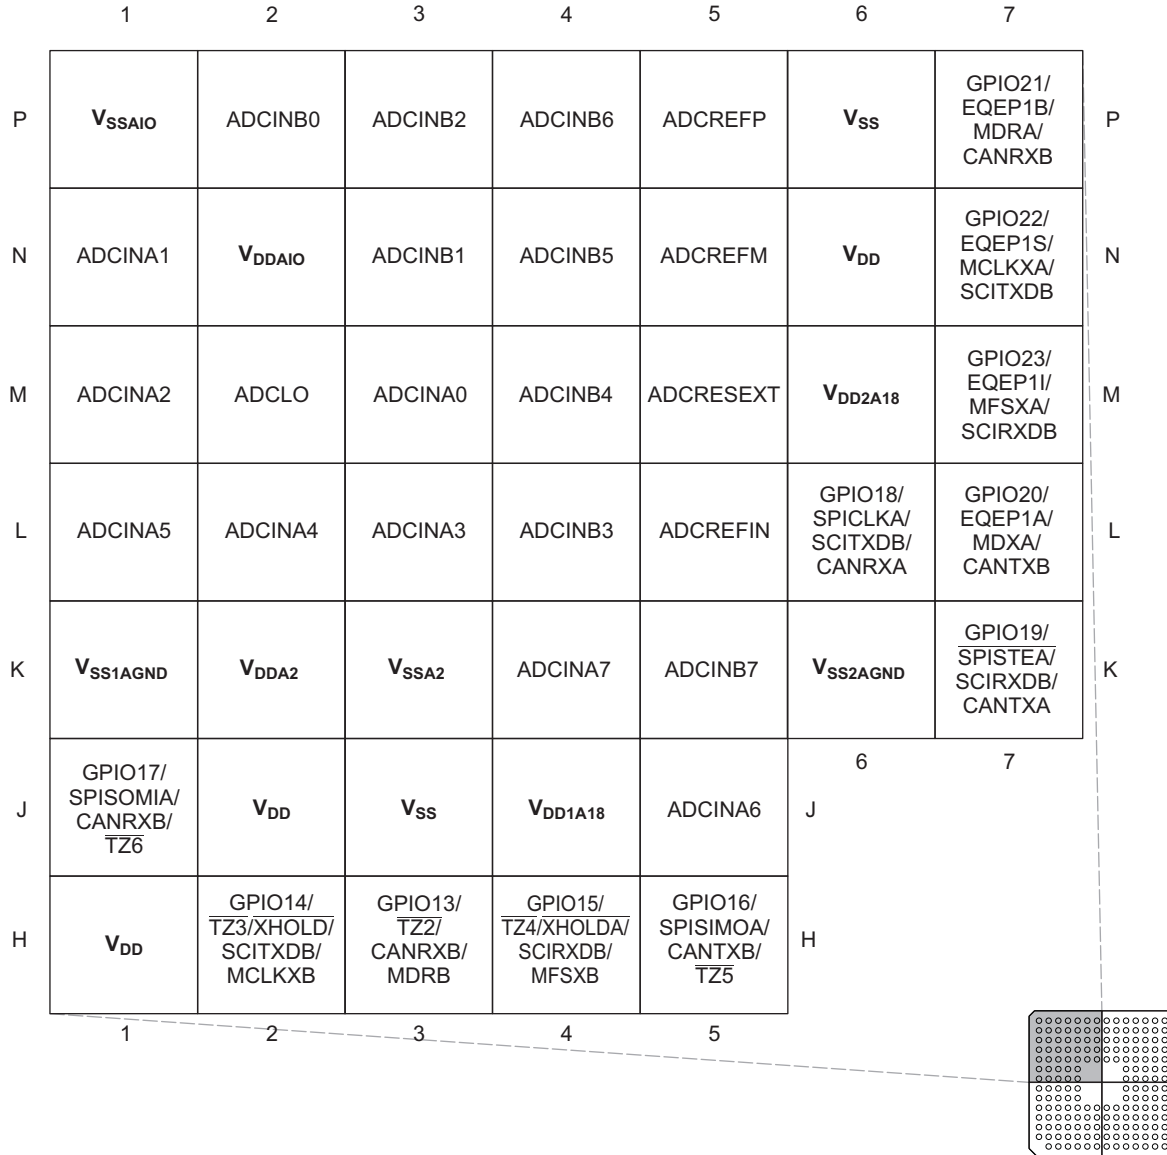 1 2 3 4 5 6 7
P VSSAIO ADCINB0 ADCINB2 ADCINB6 ADCREFP VSS GPIO21/ EQEP1B/ MDRA/ CANRXB P
N ADCINA1 VDDAIO ADCINB1 ADCINB5 ADCREFM VDD GPIO22/ EQEP1S/ MCLKXA/ SCITXDB N
M ADCINA2 ADCLO ADCINA0 ADCINB4 ADCRESEXT VDD2A18 GPIO23/ EQEP1I/ MFSXA/ SCIRXDB M
L ADCINA5 ADCINA4 ADCINA3 ADCINB3 ADCREFIN GPIO18/ SPICLKA/ SCITXDB/ CANRXA GPIO20/ EQEP1A/ MDXA/ CANTXB L
K VSS1AGND VDDA2 VSSA2 ADCINA7 ADCINB7 VSS2AGND GPIO19/ SPISTEA/ SCIRXDB/ CANTXA K
6 7
J GPIO17/ SPISOMIA/ CANRXB/ TZ6 VDD VSS VDD1A18 ADCINA6 J
H VDD GPIO14/ TZ3/XHOLD/ SCITXDB/ MCLKXB GPIO13/ TZ2/ CANRXB/ MDRB GPIO15/ TZ4/XHOLDA/ SCIRXDB/ MFSXB GPIO16/ SPISIMOA/ CANTXB/ TZ5 H
1 2 3 4 5